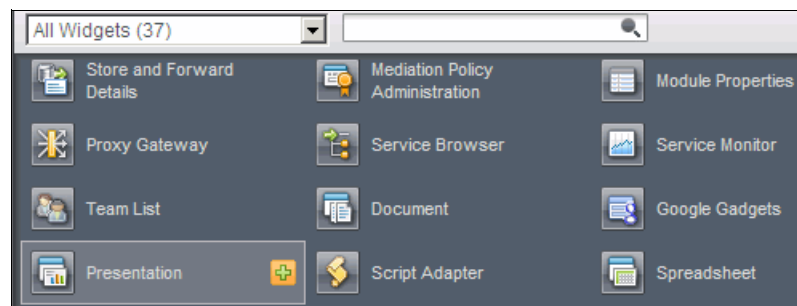 All Widgets (37)
Store and Forward
Details
Mediation Policy
Administration
Module Properties
Proxy Gateway
Service Browser
Service Monitor
Team List
Document
Google Gadgets
Presentation
Script Adapter
Spreadsheet